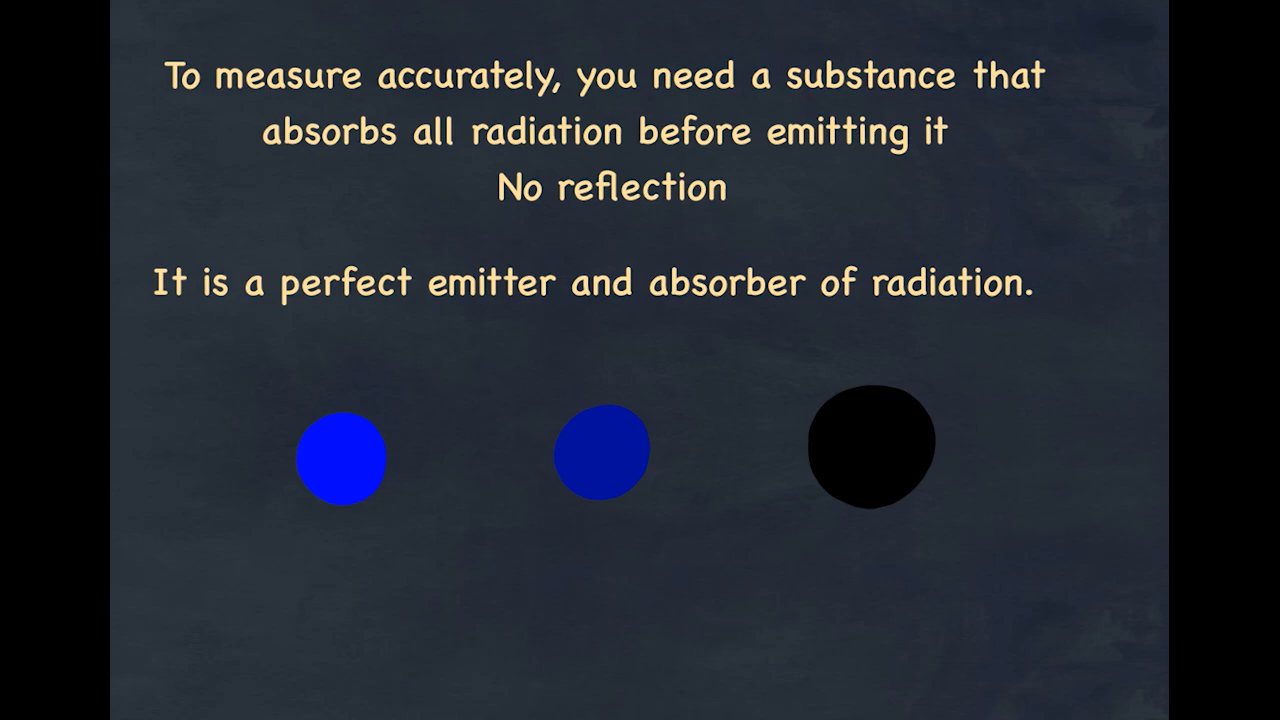 To measure accurately, you need a substance that
absorbs all radiation before emitting it
No reflection
It is a perfect emitter and absorber of radiation.